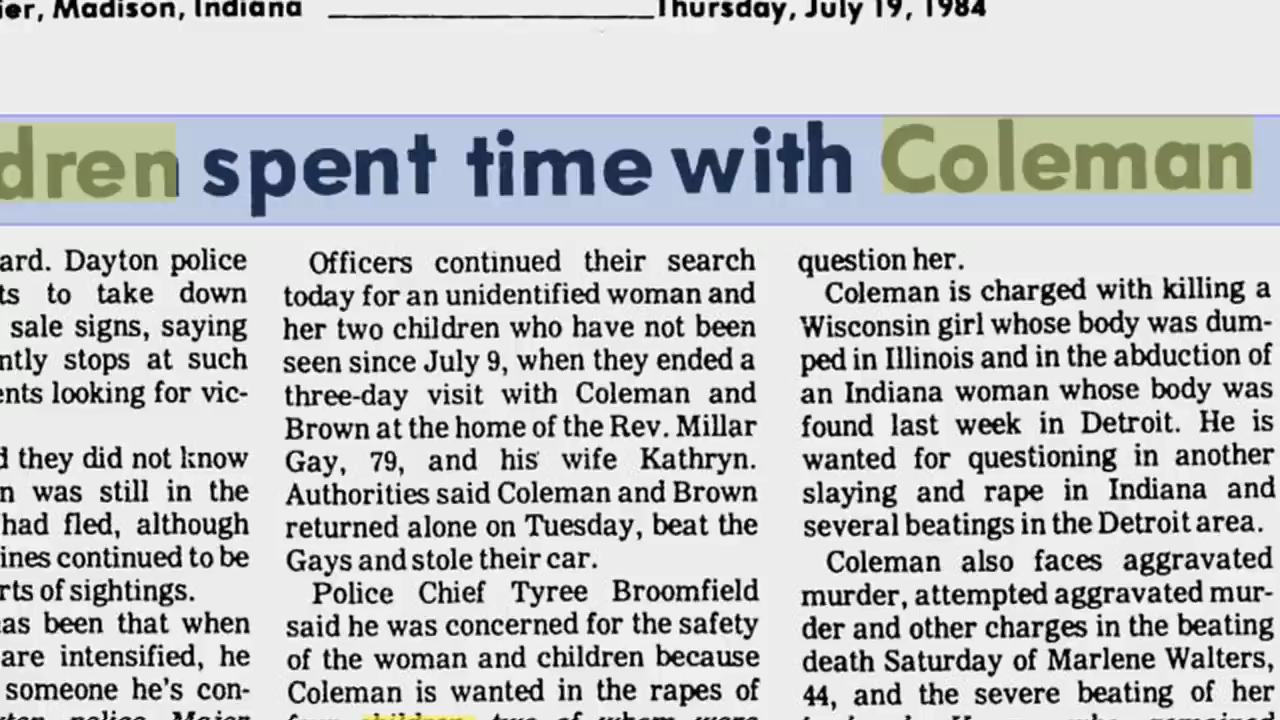 ier, Madison, Indiana Thursday, July 19, 1984
dren spent time with Coleman
ard. Dayton police
ts to take down
sale signs, saying
ntly stops at such
ents looking for vic-
d they did not know
n was still in the
had fled, although
ines continued to be
rts of sightings.
as been that when
are intensified, he
someone he's con-
police Major
Officers continued their search
today for an unidentified woman and
her two children who have not been
seen since July 9, when they ended a
three-day visit with Coleman and
Brown at the home of the Rev. Millar
Gay, 79, and his wife Kathryn.
Authorities said Coleman and Brown
returned alone on Tuesday, beat the
Gays and stole their car.
Police Chief Tyree Broomfield
said he was concerned for the safety
of the woman and children because
Coleman is wanted in the rapes of
four children, two of whom were
question her.
Coleman is charged with killing a
Wisconsin girl whose body was dum-
ped in Illinois and in the abduction of
an Indiana woman whose body was
found last week in Detroit. He is
wanted for questioning in another
slaying and rape in Indiana and
several beatings in the Detroit area.
Coleman also faces aggravated
murder, attempted aggravated mur-
der and other charges in the beating
death Saturday of Marlene Walters,
44, and the severe beating of her
who remained